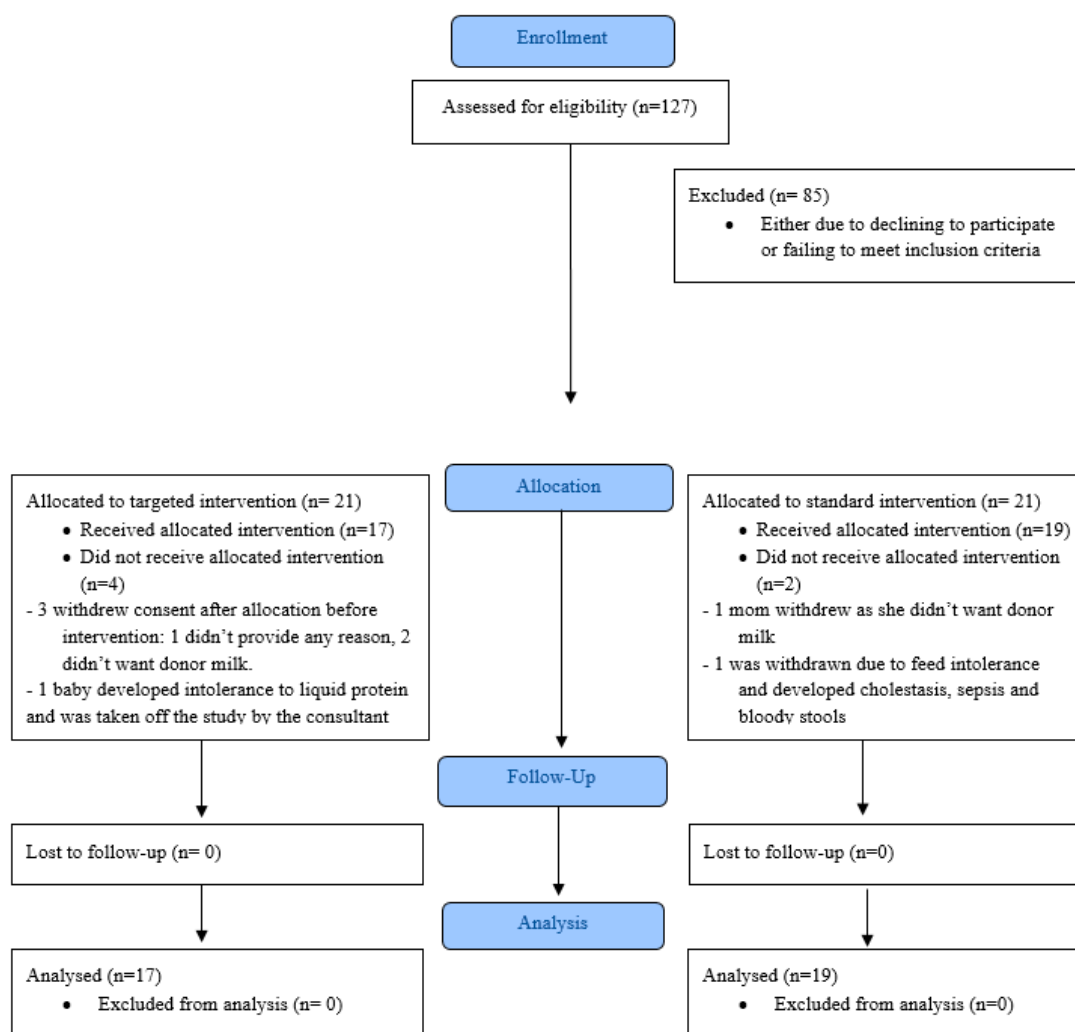 Enrollment
Assessed for eligibility (n=127)
Excluded (n= 85)
• Either due to declining to participate
or failing to meet inclusion criteria
Allocation
Allocated to targeted intervention (n= 21)
• Received allocated intervention (n=17)
• Did not receive allocated intervention
(n=4)
- 3 withdrew consent after allocation before
intervention: 1 didn’t provide any reason, 2
didn’t want donor milk.
- 1 baby developed intolerance to liquid protein
and was taken off the study by the consultant
Allocated to standard intervention (n= 21)
• Received allocated intervention (n=19)
• Did not receive allocated intervention
(n=2)
- 1 mom withdrew as she didn’t want donor
milk
- 1 was withdrawn due to feed intolerance
and developed cholestasis, sepsis and
bloody stools
Follow-Up
Lost to follow-up (n= 0)
Lost to follow-up (n=0)
Analysis
Analysed (n=17)
• Excluded from analysis (n= 0)
Analysed (n=19)
• Excluded from analysis (n=0)